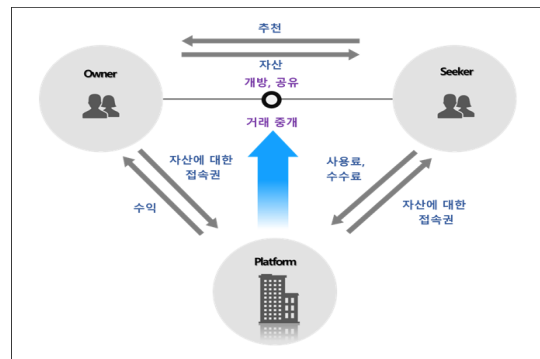 추천
자산
Owner
Seeker
개방, 공유
거래 중개
자산에 대한
접속권
수익
사용료,
수수료
자산에 대한
접속권
Platform